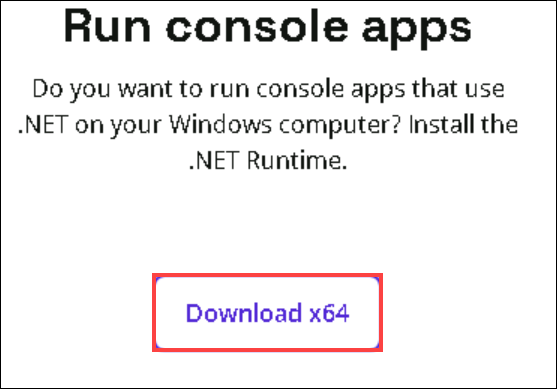 Run console apps
Do you want to run console apps that use
.NET on your Windows computer? Install the
.NET Runtime.
Download x64